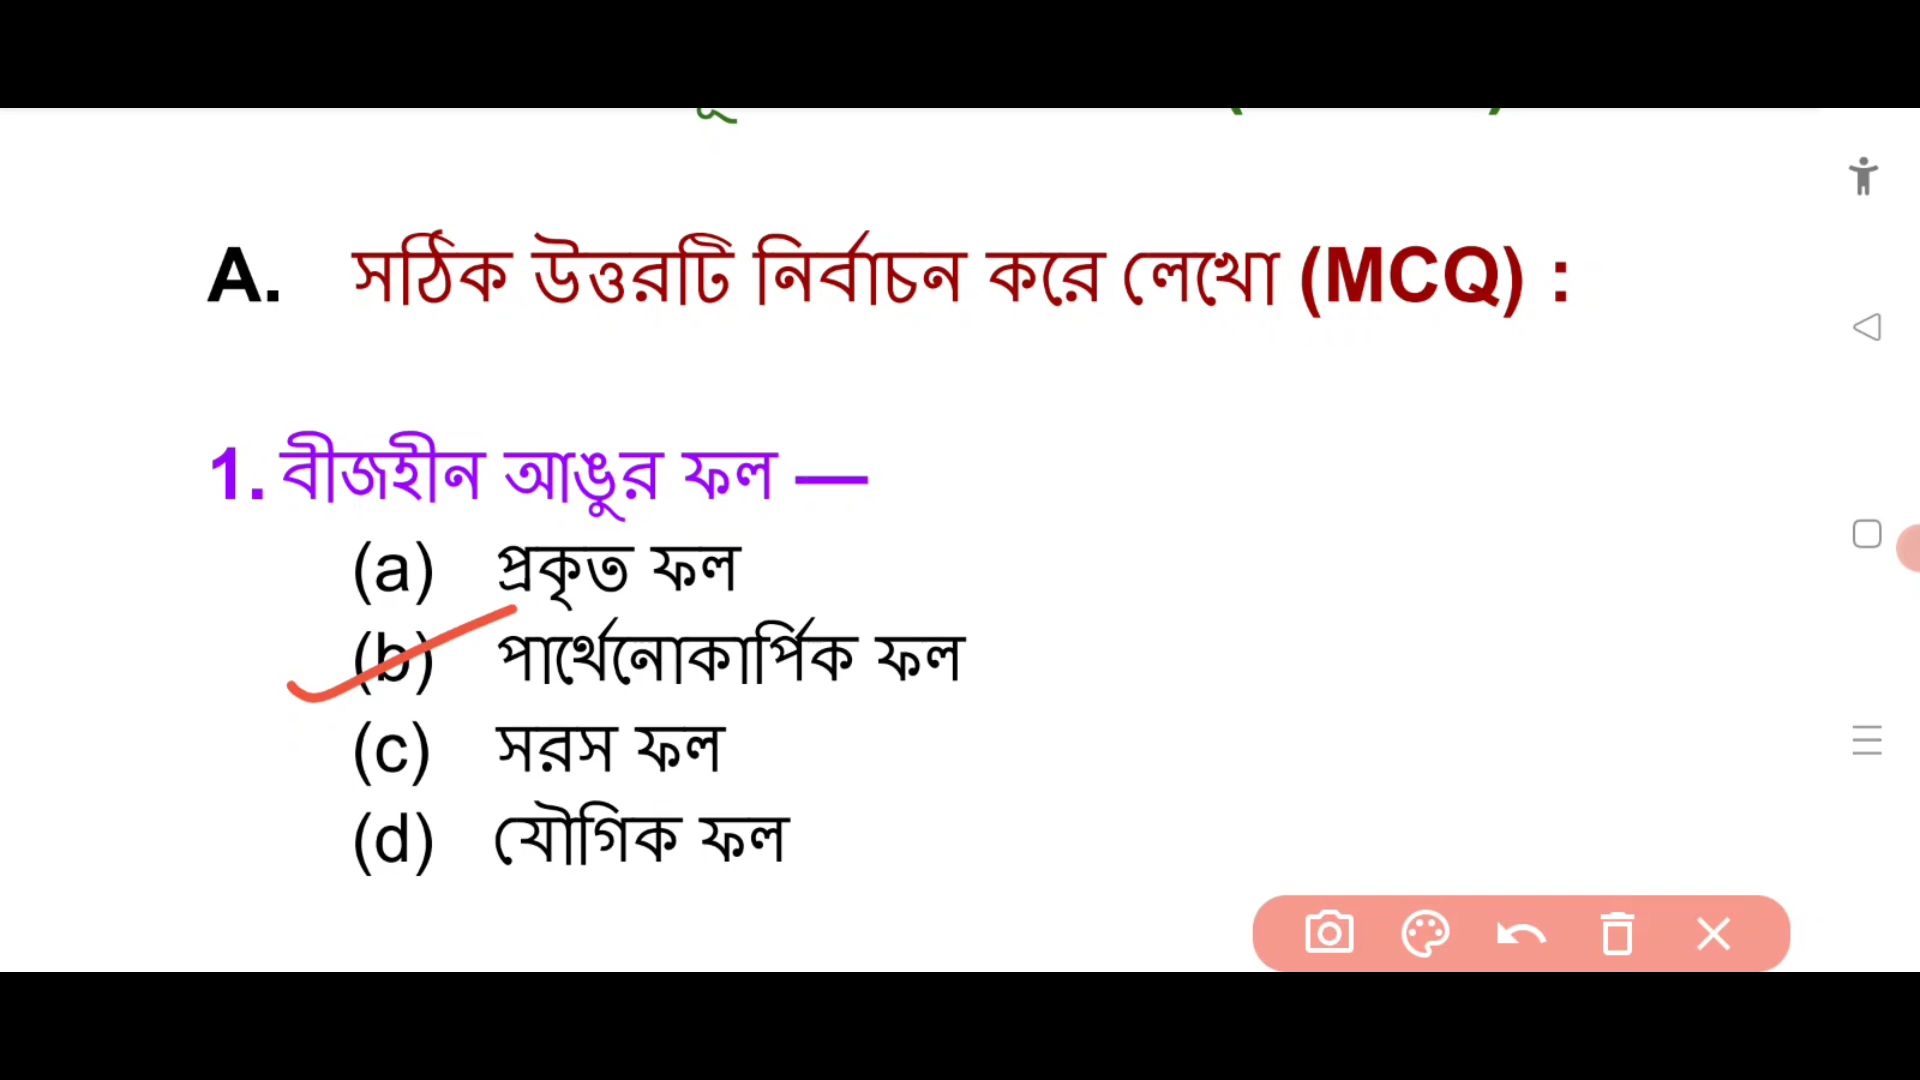 A. সঠিক উত্তরটি নির্বাচন করে লেখো (MCQ) :
1. বীজহীন আঙুর ফল —
(a) প্রকৃত ফল
(b) পার্থেনোকার্পিক ফল
(c) সরস ফল
(d) যৌগিক ফল